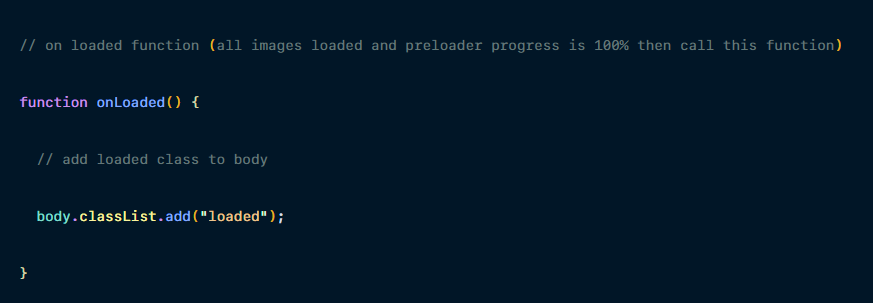 // on loaded function (all images loaded and preloader progress is 100% then call this function)
function onLoaded() {
// add loaded class to body
body.classList.add("loaded");
}